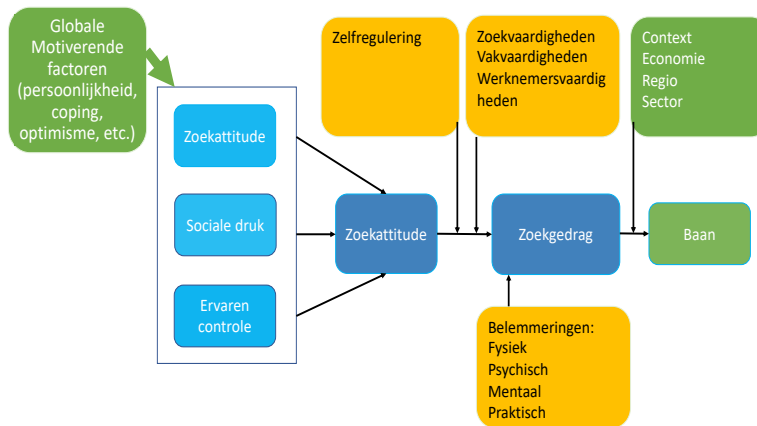 Globale
Motiverende
factoren
(persoonlijkheid,
coping,
optimisme, etc.)
Zoekattitude
Sociale druk
Ervaren
controle
Zoekattitude
Zelfregulering
Zoekvaardigheden
Vakvaardigheden
Werknemersvaardig
heden
Zoekgedrag
Belemmeringen:
Fysiek
Psychisch
Mentaal
Praktisch
Context
Economie
Regio
Sector
Baan